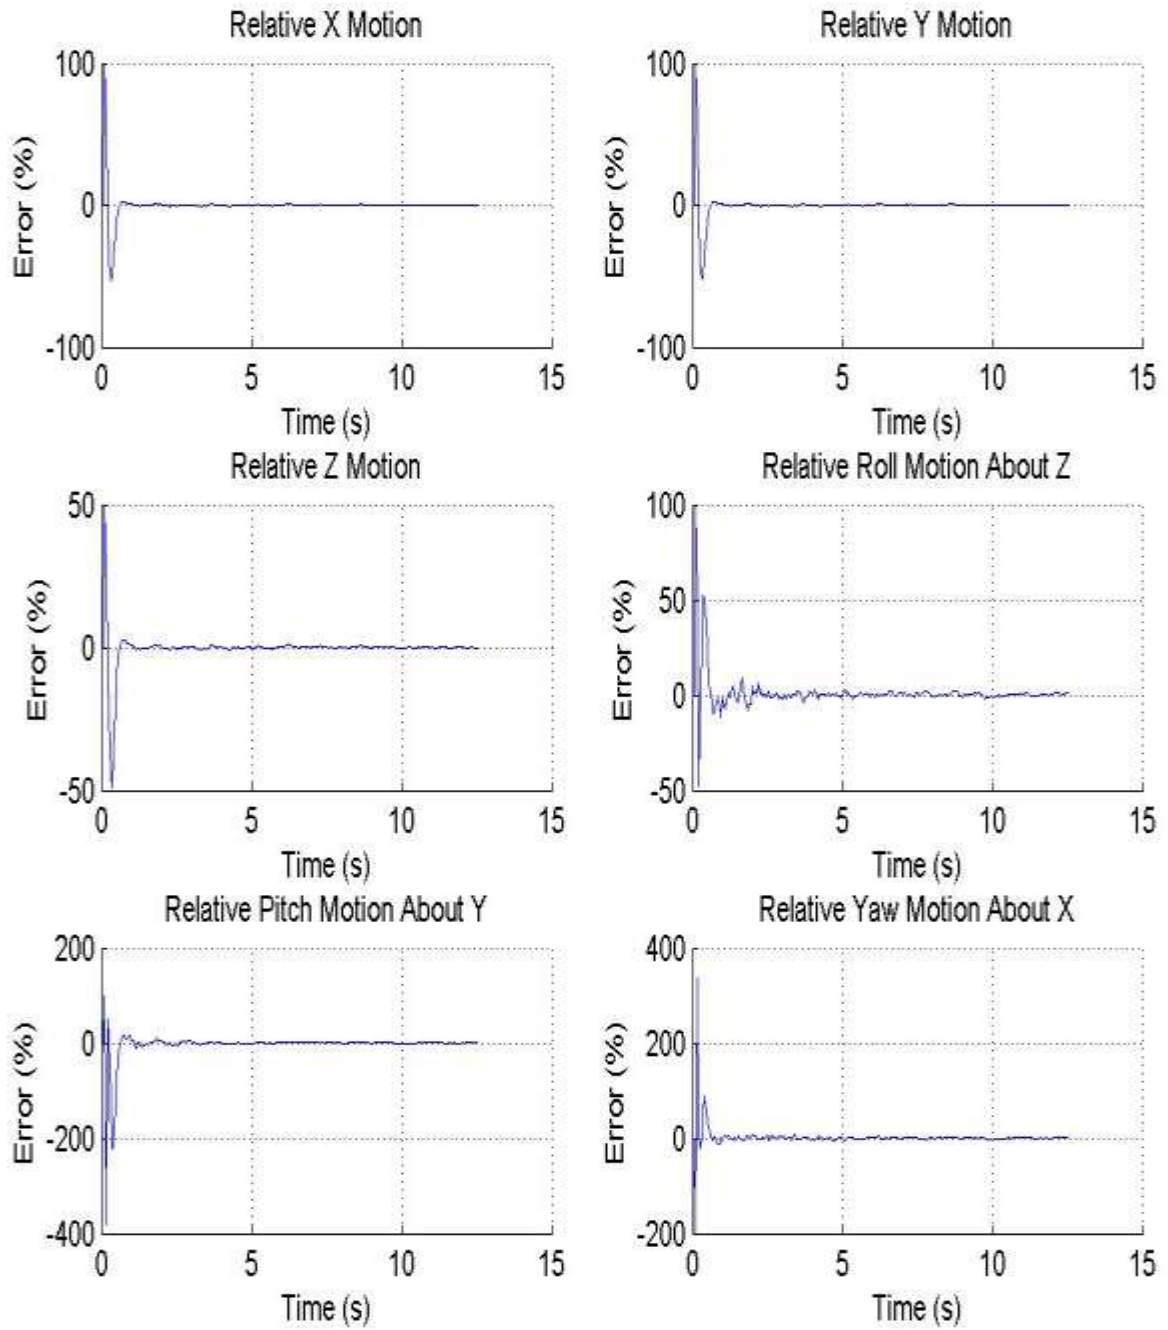 Relative X Motion
100
0
-100
Error (%)
0 5 10 15
Time (s)
Relative Y Motion
100
0
-100
Error (%)
0 5 10 15
Time (s)
Relative Z Motion
50
0
-50
Error (%)
0 5 10 15
Time (s)
Relative Roll Motion About Z
100
50
0
-50
Error (%)
0 5 10 15
Time (s)
Relative Pitch Motion About Y
200
0
-200
-400
Error (%)
0 5 10 15
Time (s)
Relative Yaw Motion About X
400
200
0
-200
Error (%)
0 5 10 15
Time (s)